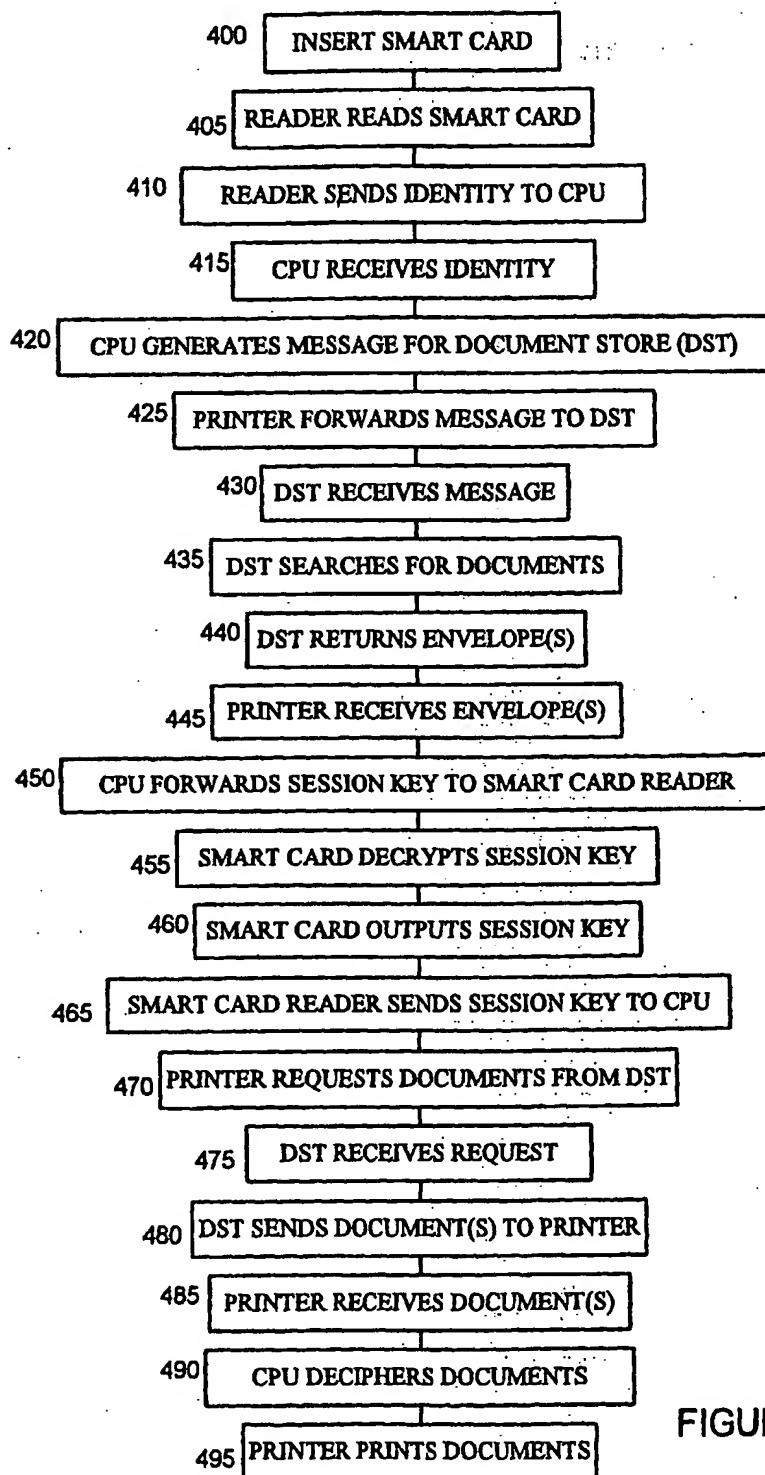 400 INSERT SMART CARD
405 READER READS SMART CARD
410 READER SENDS IDENTITY TO CPU
415 CPU RECEIVES IDENTITY
420 CPU GENERATES MESSAGE FOR DOCUMENT STORE (DST)
425 PRINTER FORWARDS MESSAGE TO DST
430 DST RECEIVES MESSAGE
435 DST SEARCHES FOR DOCUMENTS
440 DST RETURNS ENVELOPE(S)
445 PRINTER RECEIVES ENVELOPE(S)
450 CPU FORWARDS SESSION KEY TO SMART CARD READER
455 SMART CARD DECRYPTS SESSION KEY
460 SMART CARD OUTPUTS SESSION KEY
465 SMART CARD READER SENDS SESSION KEY TO CPU
470 PRINTER REQUESTS DOCUMENTS FROM DST
475 DST RECEIVES REQUEST
480 DST SENDS DOCUMENT(S) TO PRINTER
485 PRINTER RECEIVES DOCUMENT(S)
490 CPU DECIPHERS DOCUMENTS
495 PRINTER PRINTS DOCUMENTS